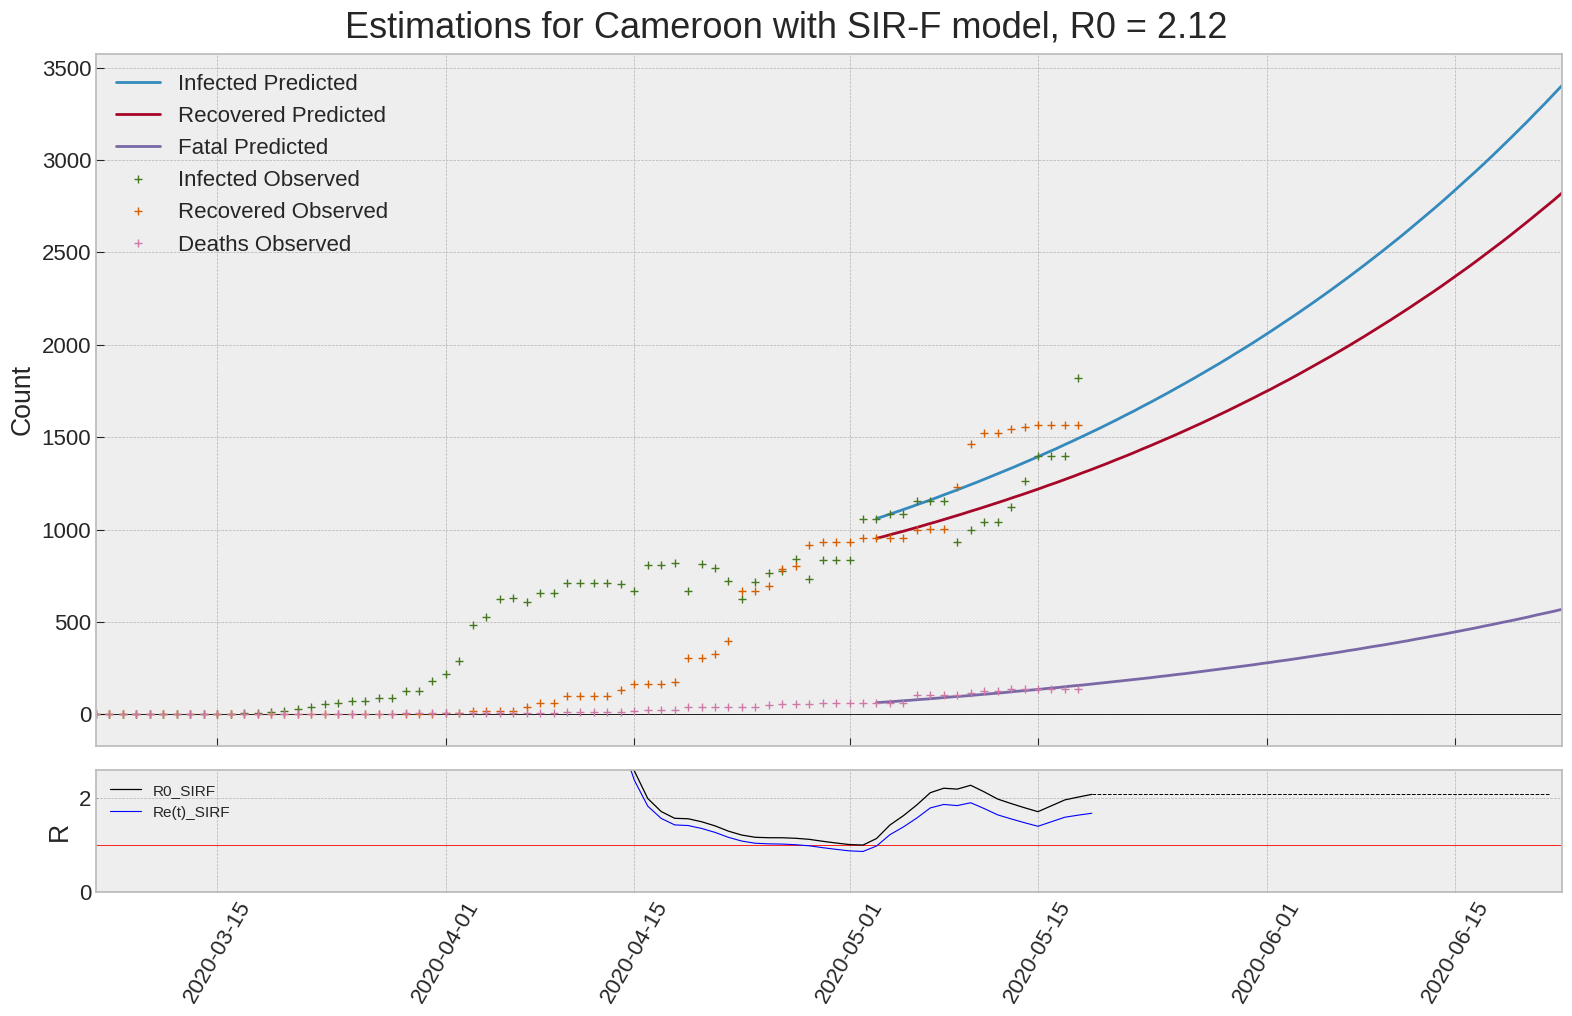 Estimations for Cameroon with SIR-F model, R0 = 2.12
3500
3000
2500
2000
1500
1000
500
0
Count
Infected Predicted
Recovered Predicted
Fatal Predicted
Infected Observed
Recovered Observed
Deaths Observed
2
0
R
R0_SIRF
Re(t)_SIRF
2020-03-15
2020-04-01
2020-04-15
2020-05-01
2020-05-15
2020-06-01
2020-06-15